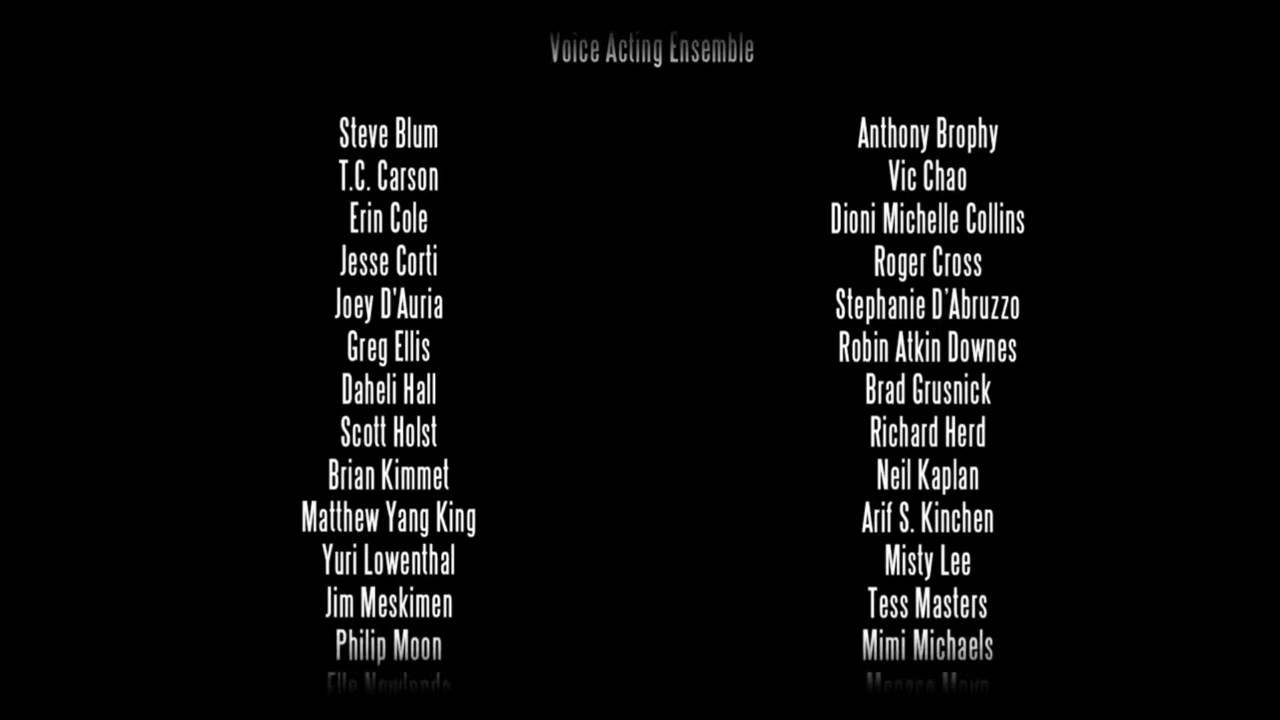 Voice Acting Ensemble
Steve Blum
Anthony Brophy
T.C. Carson
Vic Chao
Erin Cole
Dioni Michelle Collins
Jesse Corti
Roger Cross
Joey D'Auria
Stephanie D'Abruzzo
Greg Ellis
Robin Atkin Downes
Daheli Hall
Brad Grusnick
Scott Holst
Richard Herd
Brian Kimmet
Neil Kaplan
Matthew Yang King
Arif S. Kinchen
Yuri Lowenthal
Misty Lee
Jim Meskimen
Tess Masters
Philip Moon
Mimi Michaels